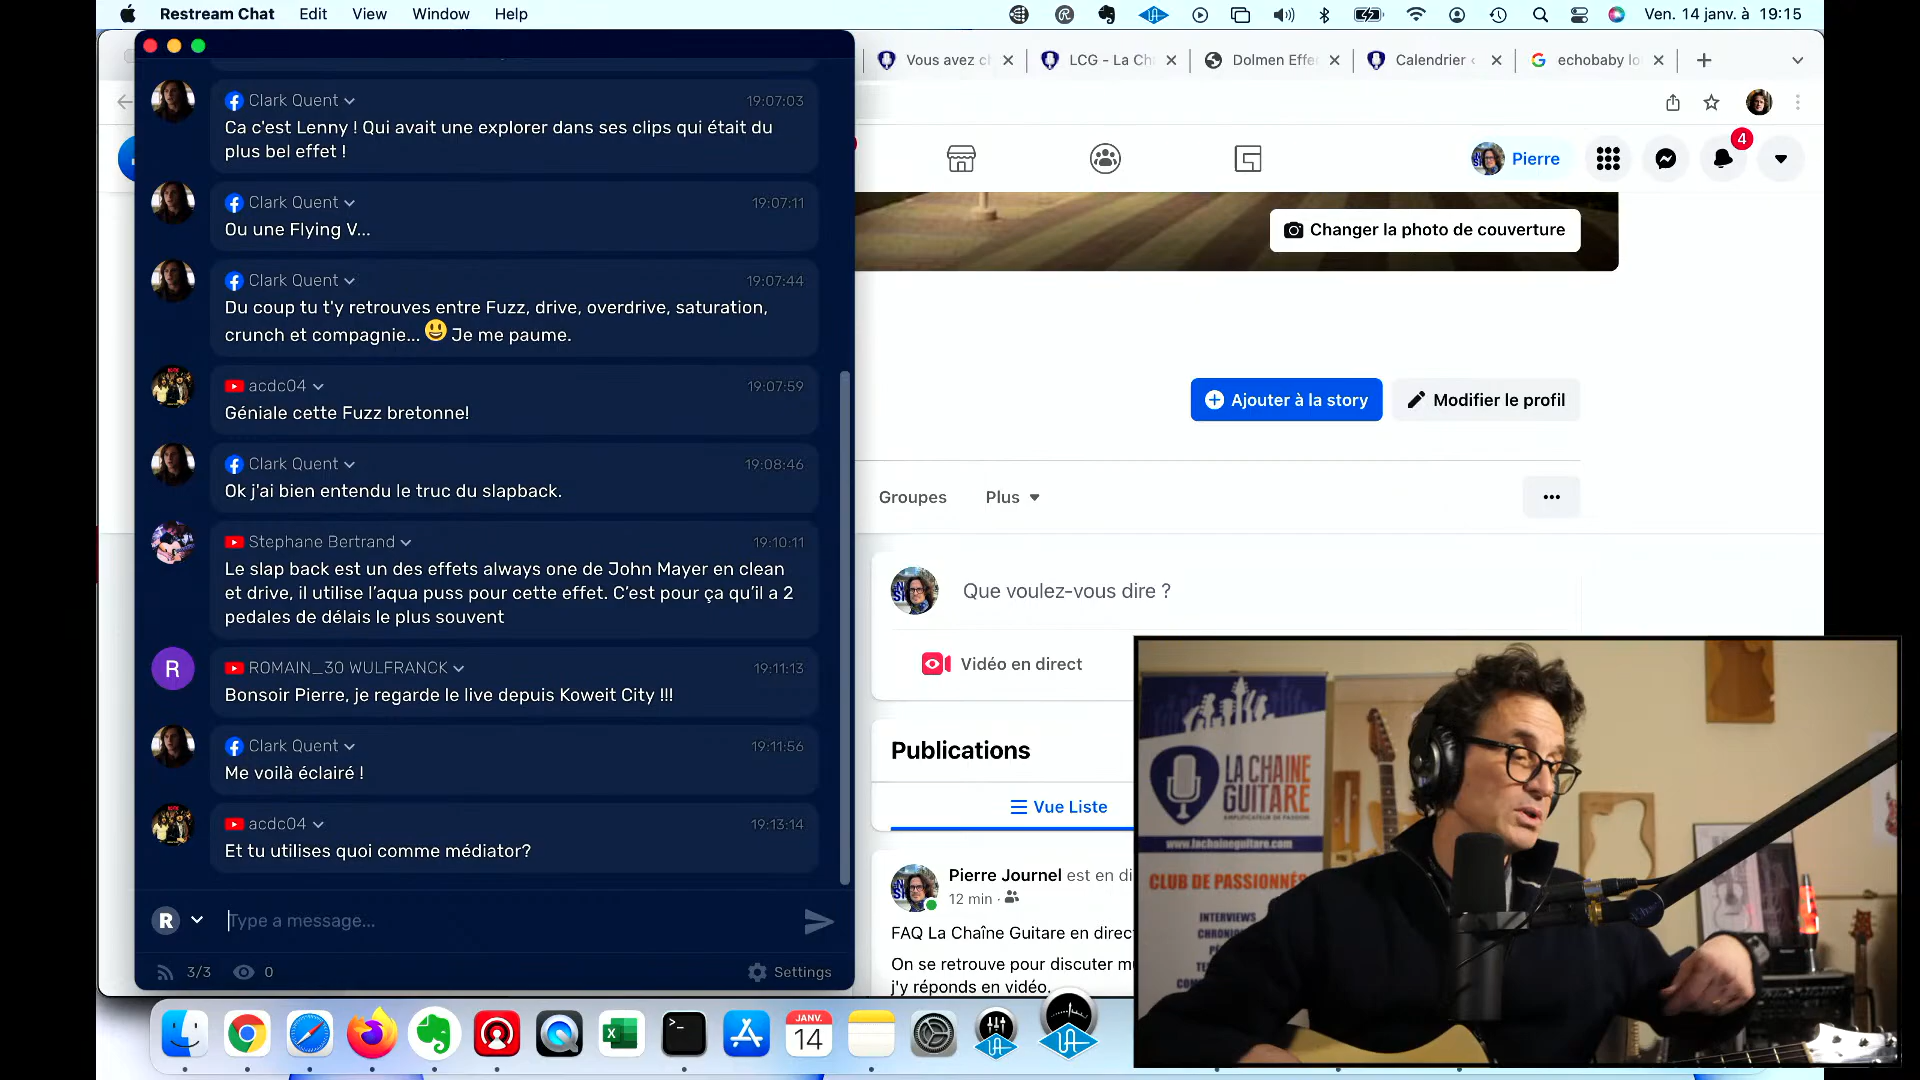 Restream Chat Edit View Window Help
Ven. 14 janv. à 19:15
Vous avez cl
LCG - La Ch
Dolmen Effe
Calendrier ‹
echobaby lo
Clark Quent 19:07:03
Ca c'est Lenny ! Qui avait une explorer dans ses clips qui était du
plus bel effet !
Clark Quent 19:07:11
Ou une Flying V...
Clark Quent 19:07:44
Du coup tu t'y retrouves entre Fuzz, drive, overdrive, saturation,
crunch et compagnie... 😃 Je me paume.
acdc04 19:07:59
Géniale cette Fuzz bretonne!
Clark Quent 19:08:46
Ok j'ai bien entendu le truc du slapback.
Stephane Bertrand 19:10:11
Le slap back est un des effets always one de John Mayer en clean
et drive, il utilise l'aqua puss pour cette effet. C'est pour ça qu'il a 2
pedales de délais le plus souvent
R
ROMAIN_30 WULFRANCK 19:11:13
Bonsoir Pierre, je regarde le live depuis Koweit City !!!
Clark Quent 19:11:56
Me voilà éclairé !
acdc04 19:13:14
Et tu utilises quoi comme médiator?
R Type a message...
3/3 0 Settings
Pierre
4
Changer la photo de couverture
Ajouter à la story
Modifier le profil
Groupes Plus
...
Que voulez-vous dire ?
Vidéo en direct
Publications
Vue Liste
Pierre Journel est en di
12 min ·
FAQ La Chaîne Guitare en direc
On se retrouve pour discuter m
j'y réponds en vidéo.
LA CHAINE
GUITARE
AMPLIFICATEUR DE PASSION
www.lachaineguitare.com
CLUB DE PASSIONNÉS
INTERVIEWS
CHRONI
JANV.
14